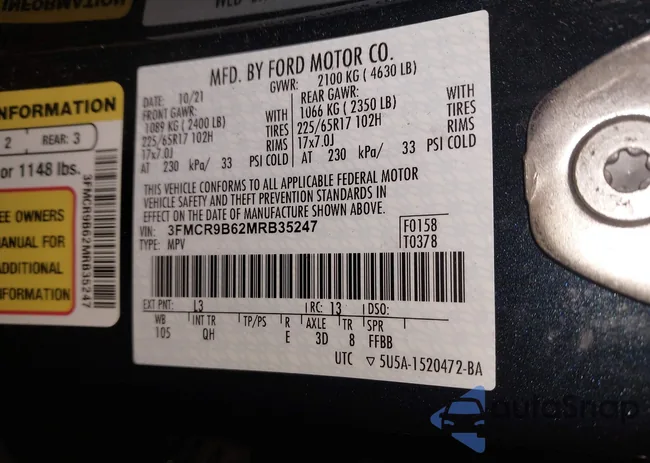 MFD. BY FORD MOTOR CO.
DATE: 10/21 GVWR: 2100 KG ( 4630 LB)
FRONT GAWR: WITH REAR GAWR: WITH
1089 KG ( 2400 LB) TIRES 1066 KG ( 2350 LB) TIRES
225/65R17 102H RIMS 225/65R17 102H RIMS
17x7.0J 17x7.0J
AT 230 kPa/ 33 PSI COLD AT 230 kPa/ 33 PSI COLD
THIS VEHICLE CONFORMS TO ALL APPLICABLE FEDERAL MOTOR
VEHICLE SAFETY AND THEFT PREVENTION STANDARDS IN
EFFECT ON THE DATE OF MANUFACTURE SHOWN ABOVE.
VIN: 3FMCR9B62MRB35247 F0158
TYPE: MPV T0378
EXT PNT: L3 RC: 13 DSO:
WB INT TR TP/PS R AXLE TR SPR
105 QH E 3D 8 FFBB
UTC ▽ 5U5A-1520472-BA
INFORMATION
2 REAR: 3
or 1148 lbs.
OWNERS
MANUAL FOR
ADDITIONAL
INFORMATION
3FMCR9B62MRB35247
autoSnap